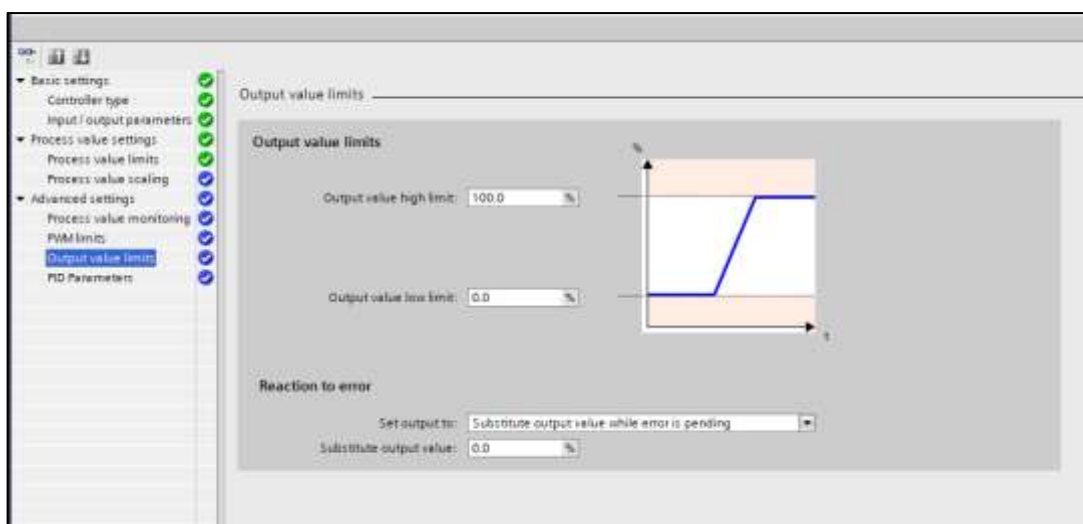 Basic settings
Controller type
Input / output parameters
Process value settings
Process value limits
Process value scaling
Advanced settings
Process value monitoring
PWM limits
Output value limits
PID Parameters
Output value limits
Output value limits
%
Output value high limit: 100.0 %
Output value low limit: 0.0 %
t
Reaction to error
Set output to: Substitute output value while error is pending
Substitute output value: 0.0 %